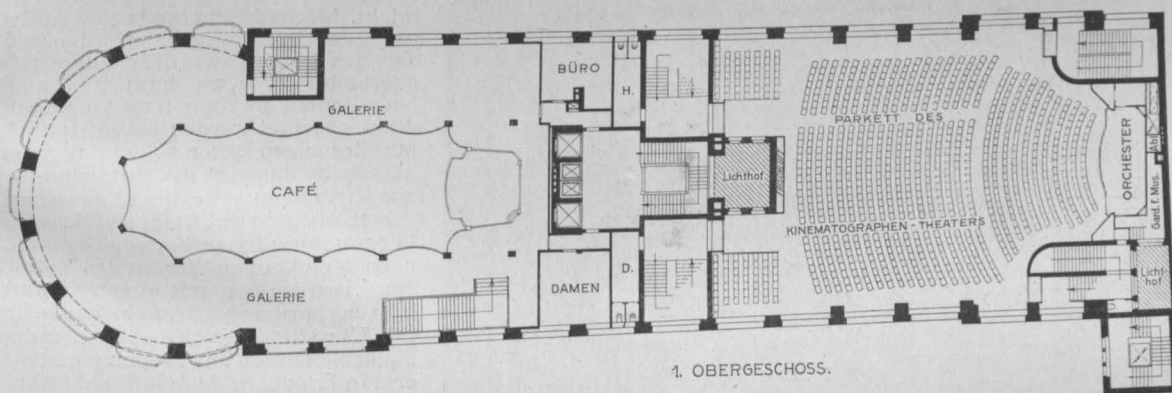 BÜRO
H.
GALERIE
PARKETT DES
Lichthof
CAFÉ
ORCHESTER
Abl.
Gard. f. Mus.
KINEMATOGRAPHEN-THEATERS
D.
DAMEN
GALERIE
Licht
hof
1. OBERGESCHOSS.